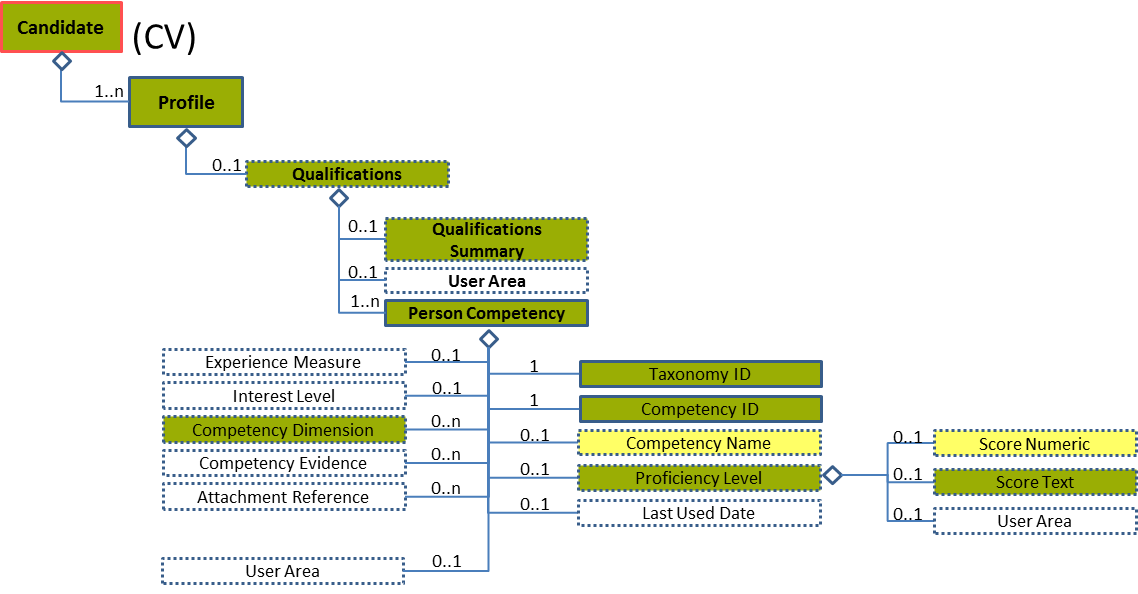 Candidate
(CV)
1..n
Profile
0..1
Qualifications
0..1
Qualifications
Summary
0..1
User Area
1..n
Person Competency
Experience Measure
0..1
1
Taxonomy ID
Interest Level
0..1
1
Competency ID
Competency Dimension
0..n
0..1
Competency Name
0..1
Score Numeric
Competency Evidence
0..n
0..1
Proficiency Level
0..1
Score Text
Attachment Reference
0..n
0..1
Last Used Date
0..1
User Area
User Area
0..1